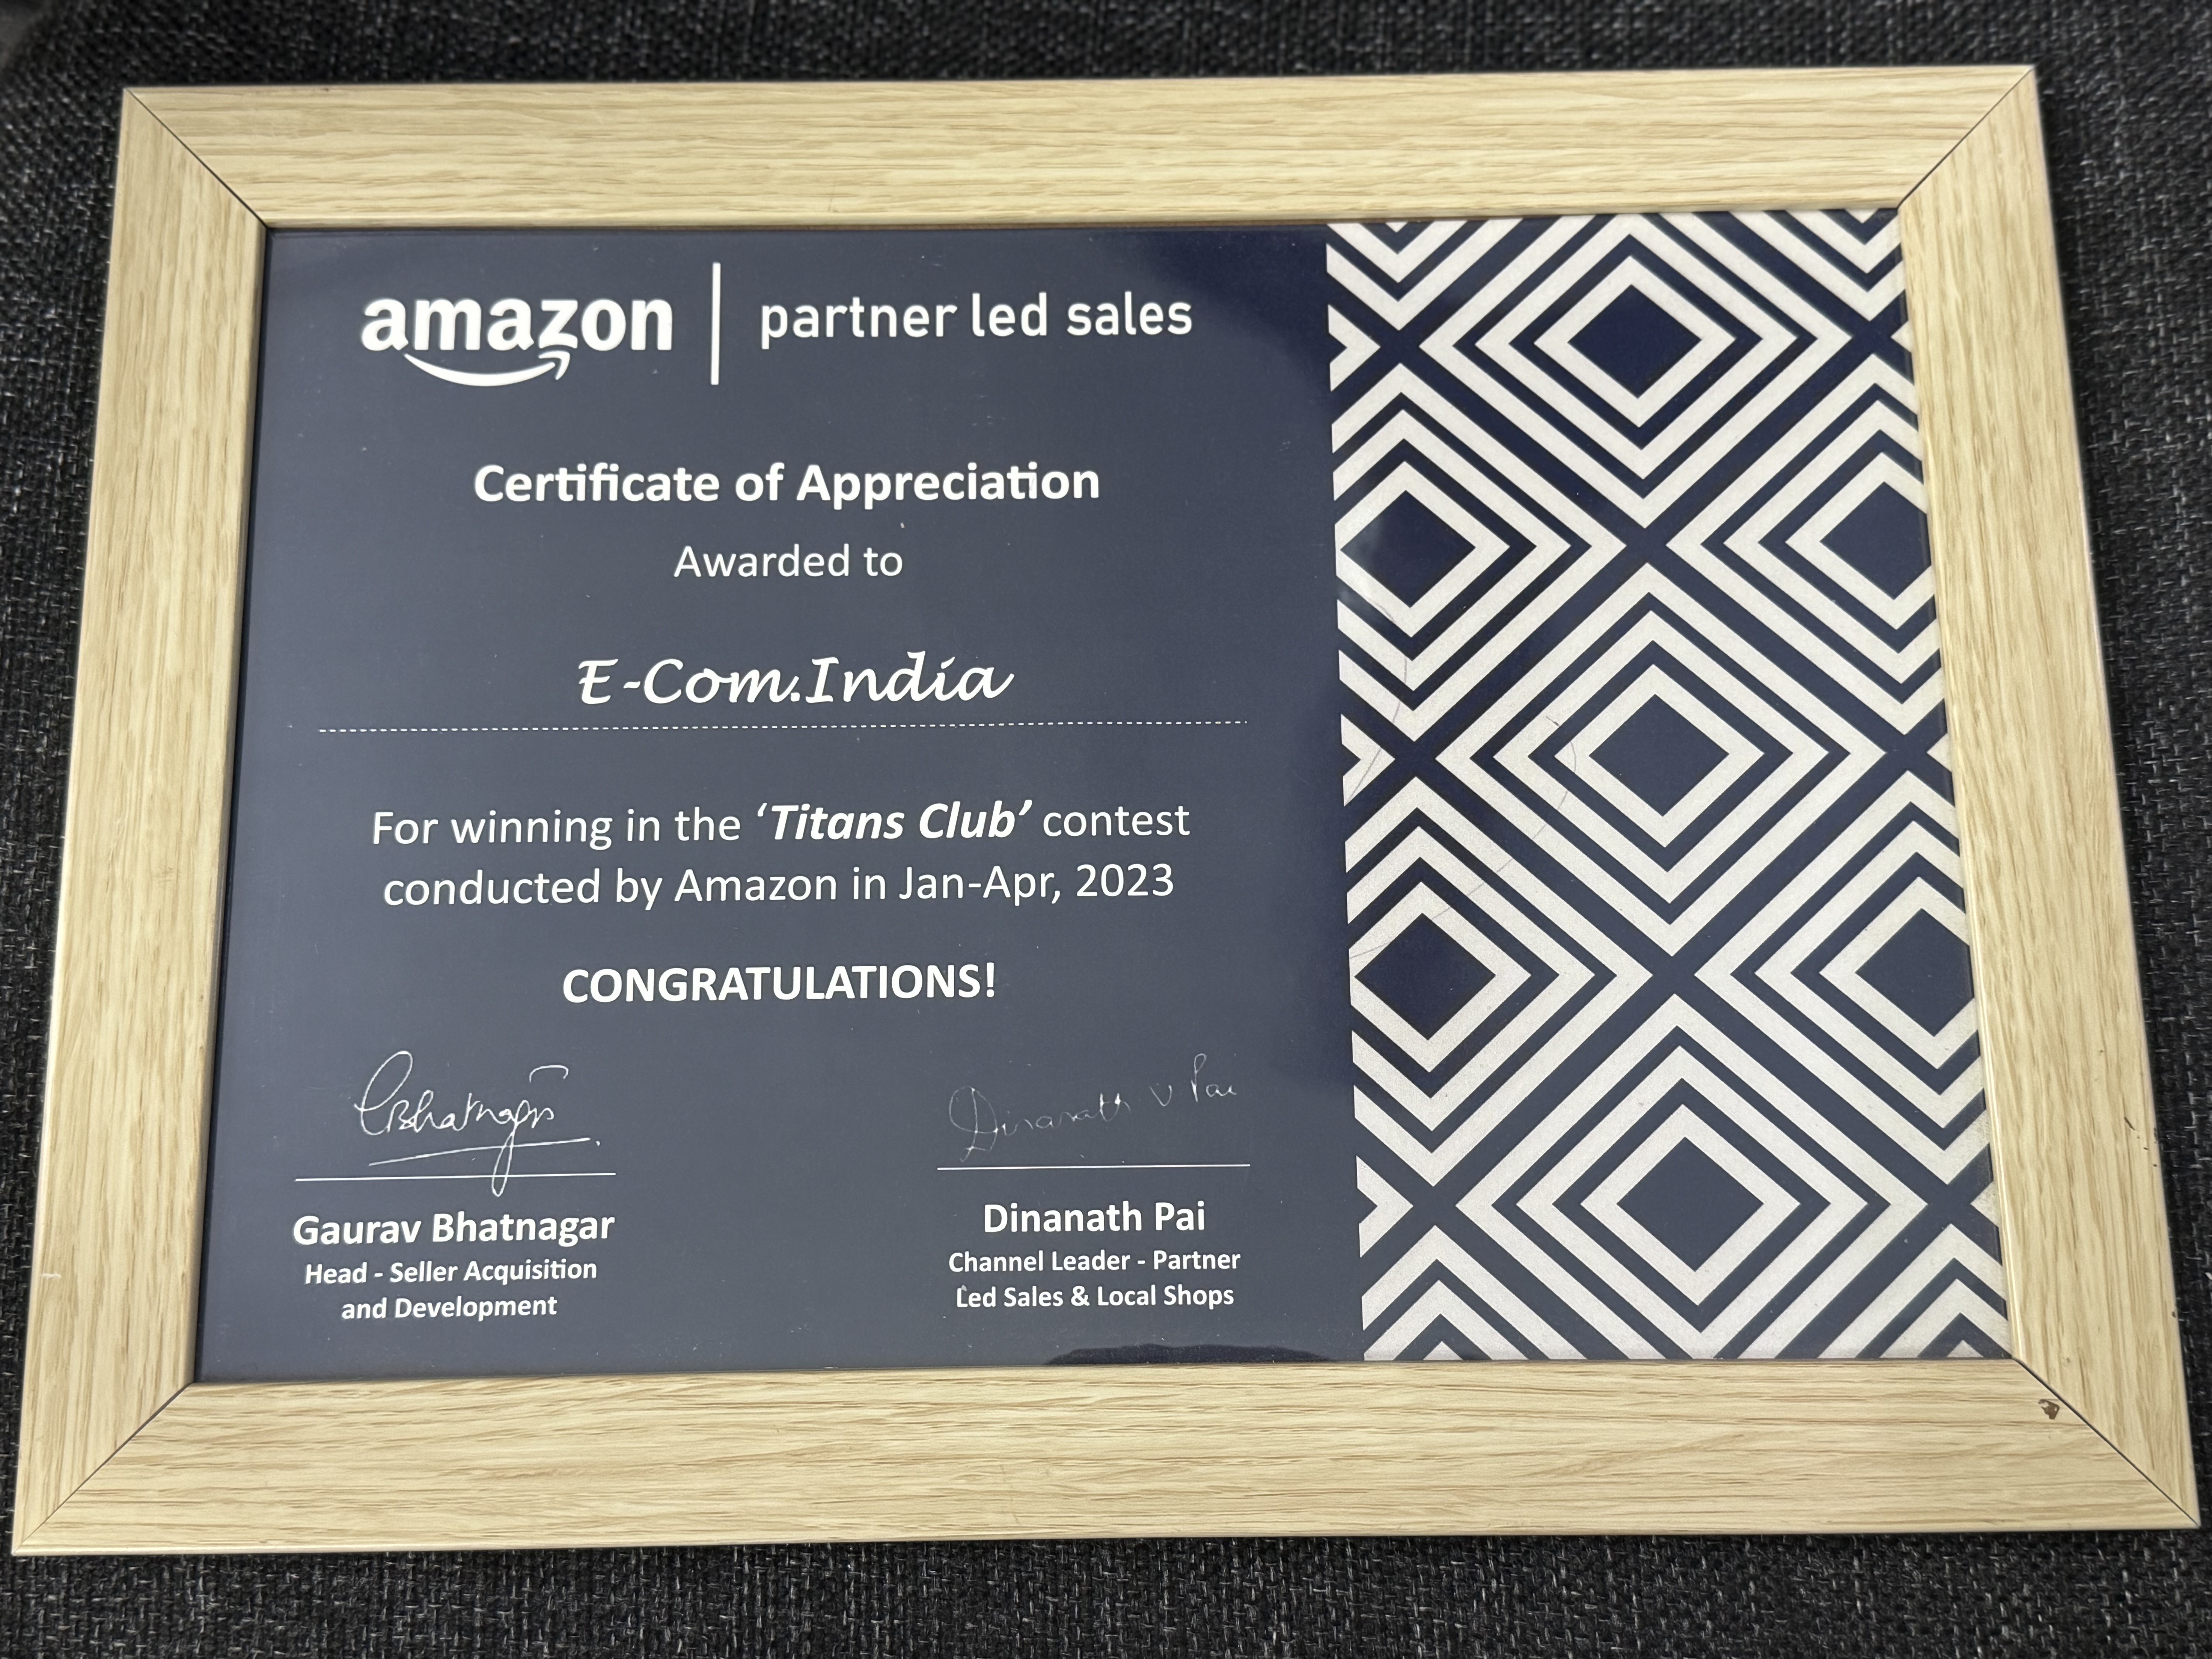 amazon | partner led sales
Certificate of Appreciation
Awarded to
E-Com.India
For winning in the ‘Titans Club’ contest
conducted by Amazon in Jan-Apr, 2023
CONGRATULATIONS!
GBhatnagar
Dinanath V Pai
Gaurav Bhatnagar
Head - Seller Acquisition
and Development
Dinanath Pai
Channel Leader - Partner
Led Sales & Local Shops